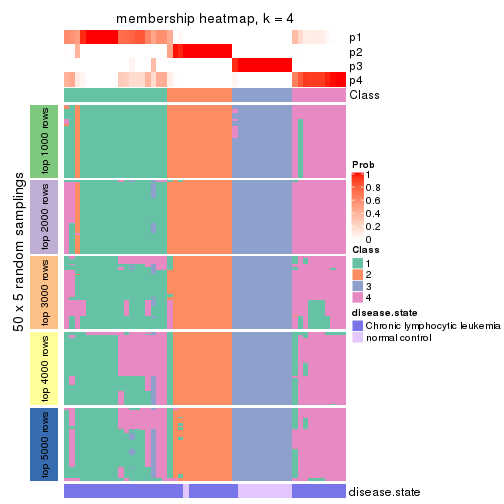 membership heatmap, k = 4
p1
p2
p3
p4
Class
50 x 5 random samplings
top 1000 rows
top 2000 rows
top 3000 rows
top 4000 rows
top 5000 rows
disease.state
Prob
1
0.8
0.6
0.4
0.2
0
Class
1
2
3
4
disease.state
Chronic lymphocytic leukemia
normal control